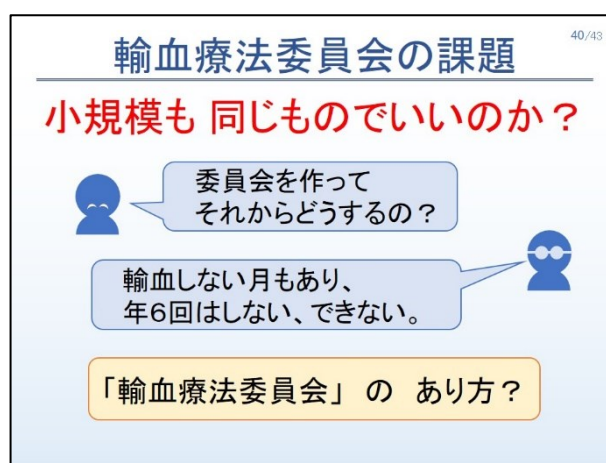 40/43
輸血療法委員会の課題
小規模も 同じものでいいのか？
委員会を作って
それからどうするの？
輸血しない月もあり、
年６回はしない、できない。
「輸血療法委員会」 の あり方？